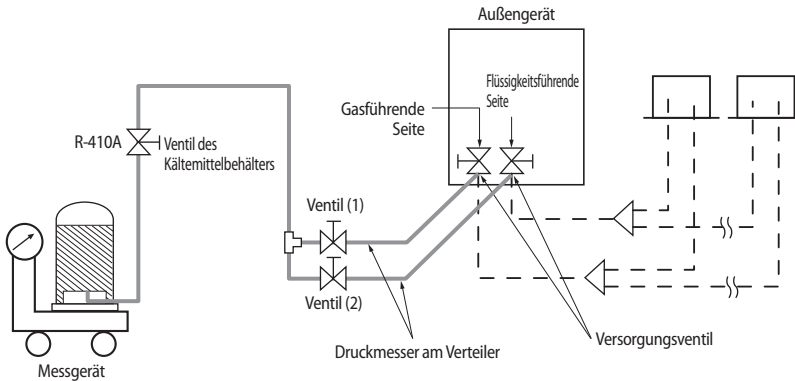 Außengerät
Flüssigkeitsführende
Seite
Gasführende
Seite
R-410A
Ventil des
Kältemittelbehälters
Ventil (1)
Ventil (2)
Druckmesser am Verteiler
Versorgungsventil
Messgerät